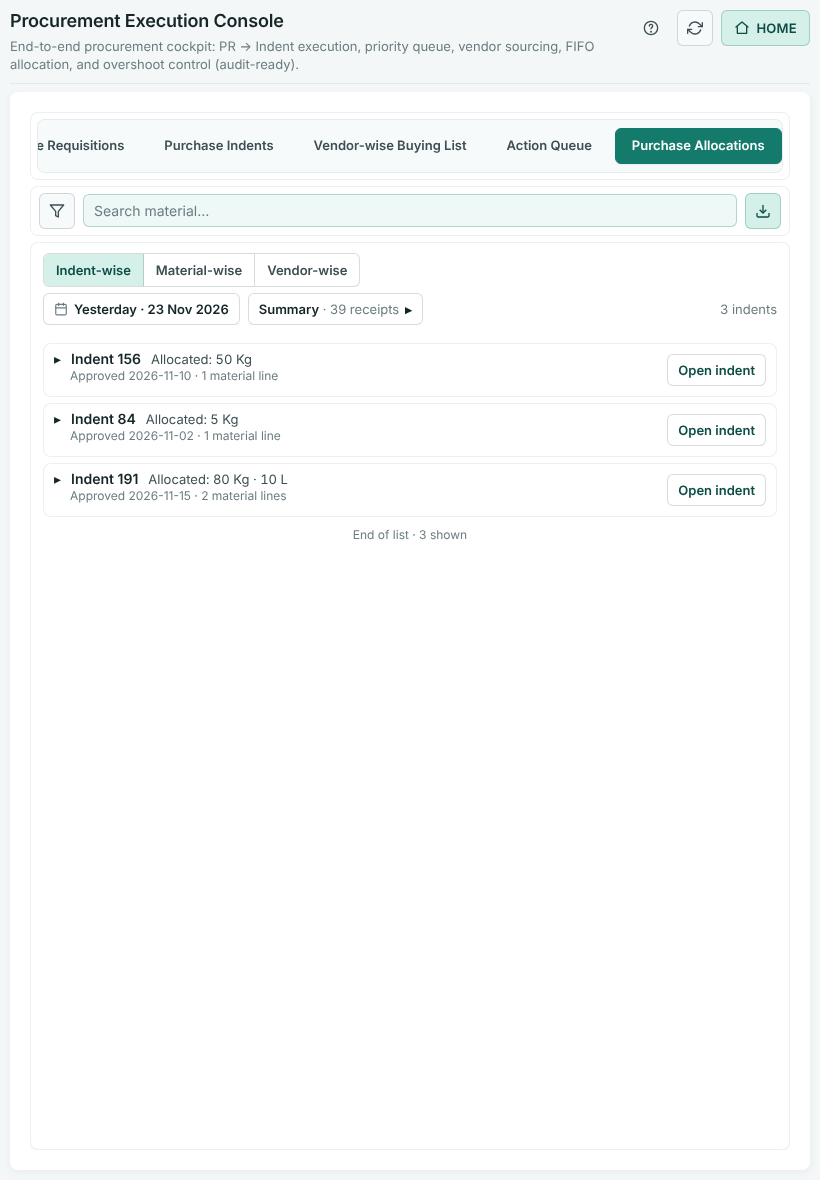 Procurement Execution Console
End-to-end procurement cockpit: PR → Indent execution, priority queue, vendor sourcing, FIFO
allocation, and overshoot control (audit-ready).
HOME
e Requisitions
Purchase Indents
Vendor-wise Buying List
Action Queue
Purchase Allocations
Search material...
Indent-wise
Material-wise
Vendor-wise
Yesterday · 23 Nov 2026
Summary · 39 receipts ▸
3 indents
▸ Indent 156 Allocated: 50 Kg
Approved 2026-11-10 · 1 material line
Open indent
▸ Indent 84 Allocated: 5 Kg
Approved 2026-11-02 · 1 material line
Open indent
▸ Indent 191 Allocated: 80 Kg · 10 L
Approved 2026-11-15 · 2 material lines
Open indent
End of list · 3 shown